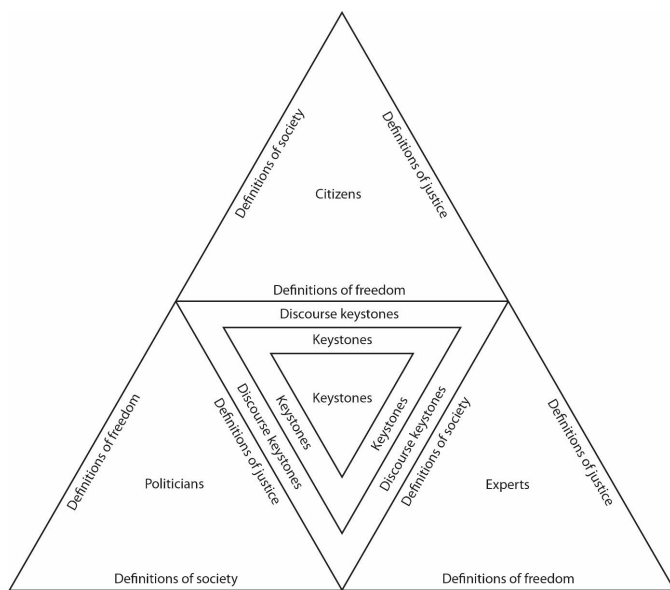 Definitions of society
Definitions of justice
Citizens
Definitions of freedom
Discourse keystones
Keystones
Keystones
Keystones
Keystones
Discourse keystones
Discourse keystones
Definitions of justice
Definitions of society
Definitions of freedom
Definitions of justice
Politicians
Experts
Definitions of society
Definitions of freedom